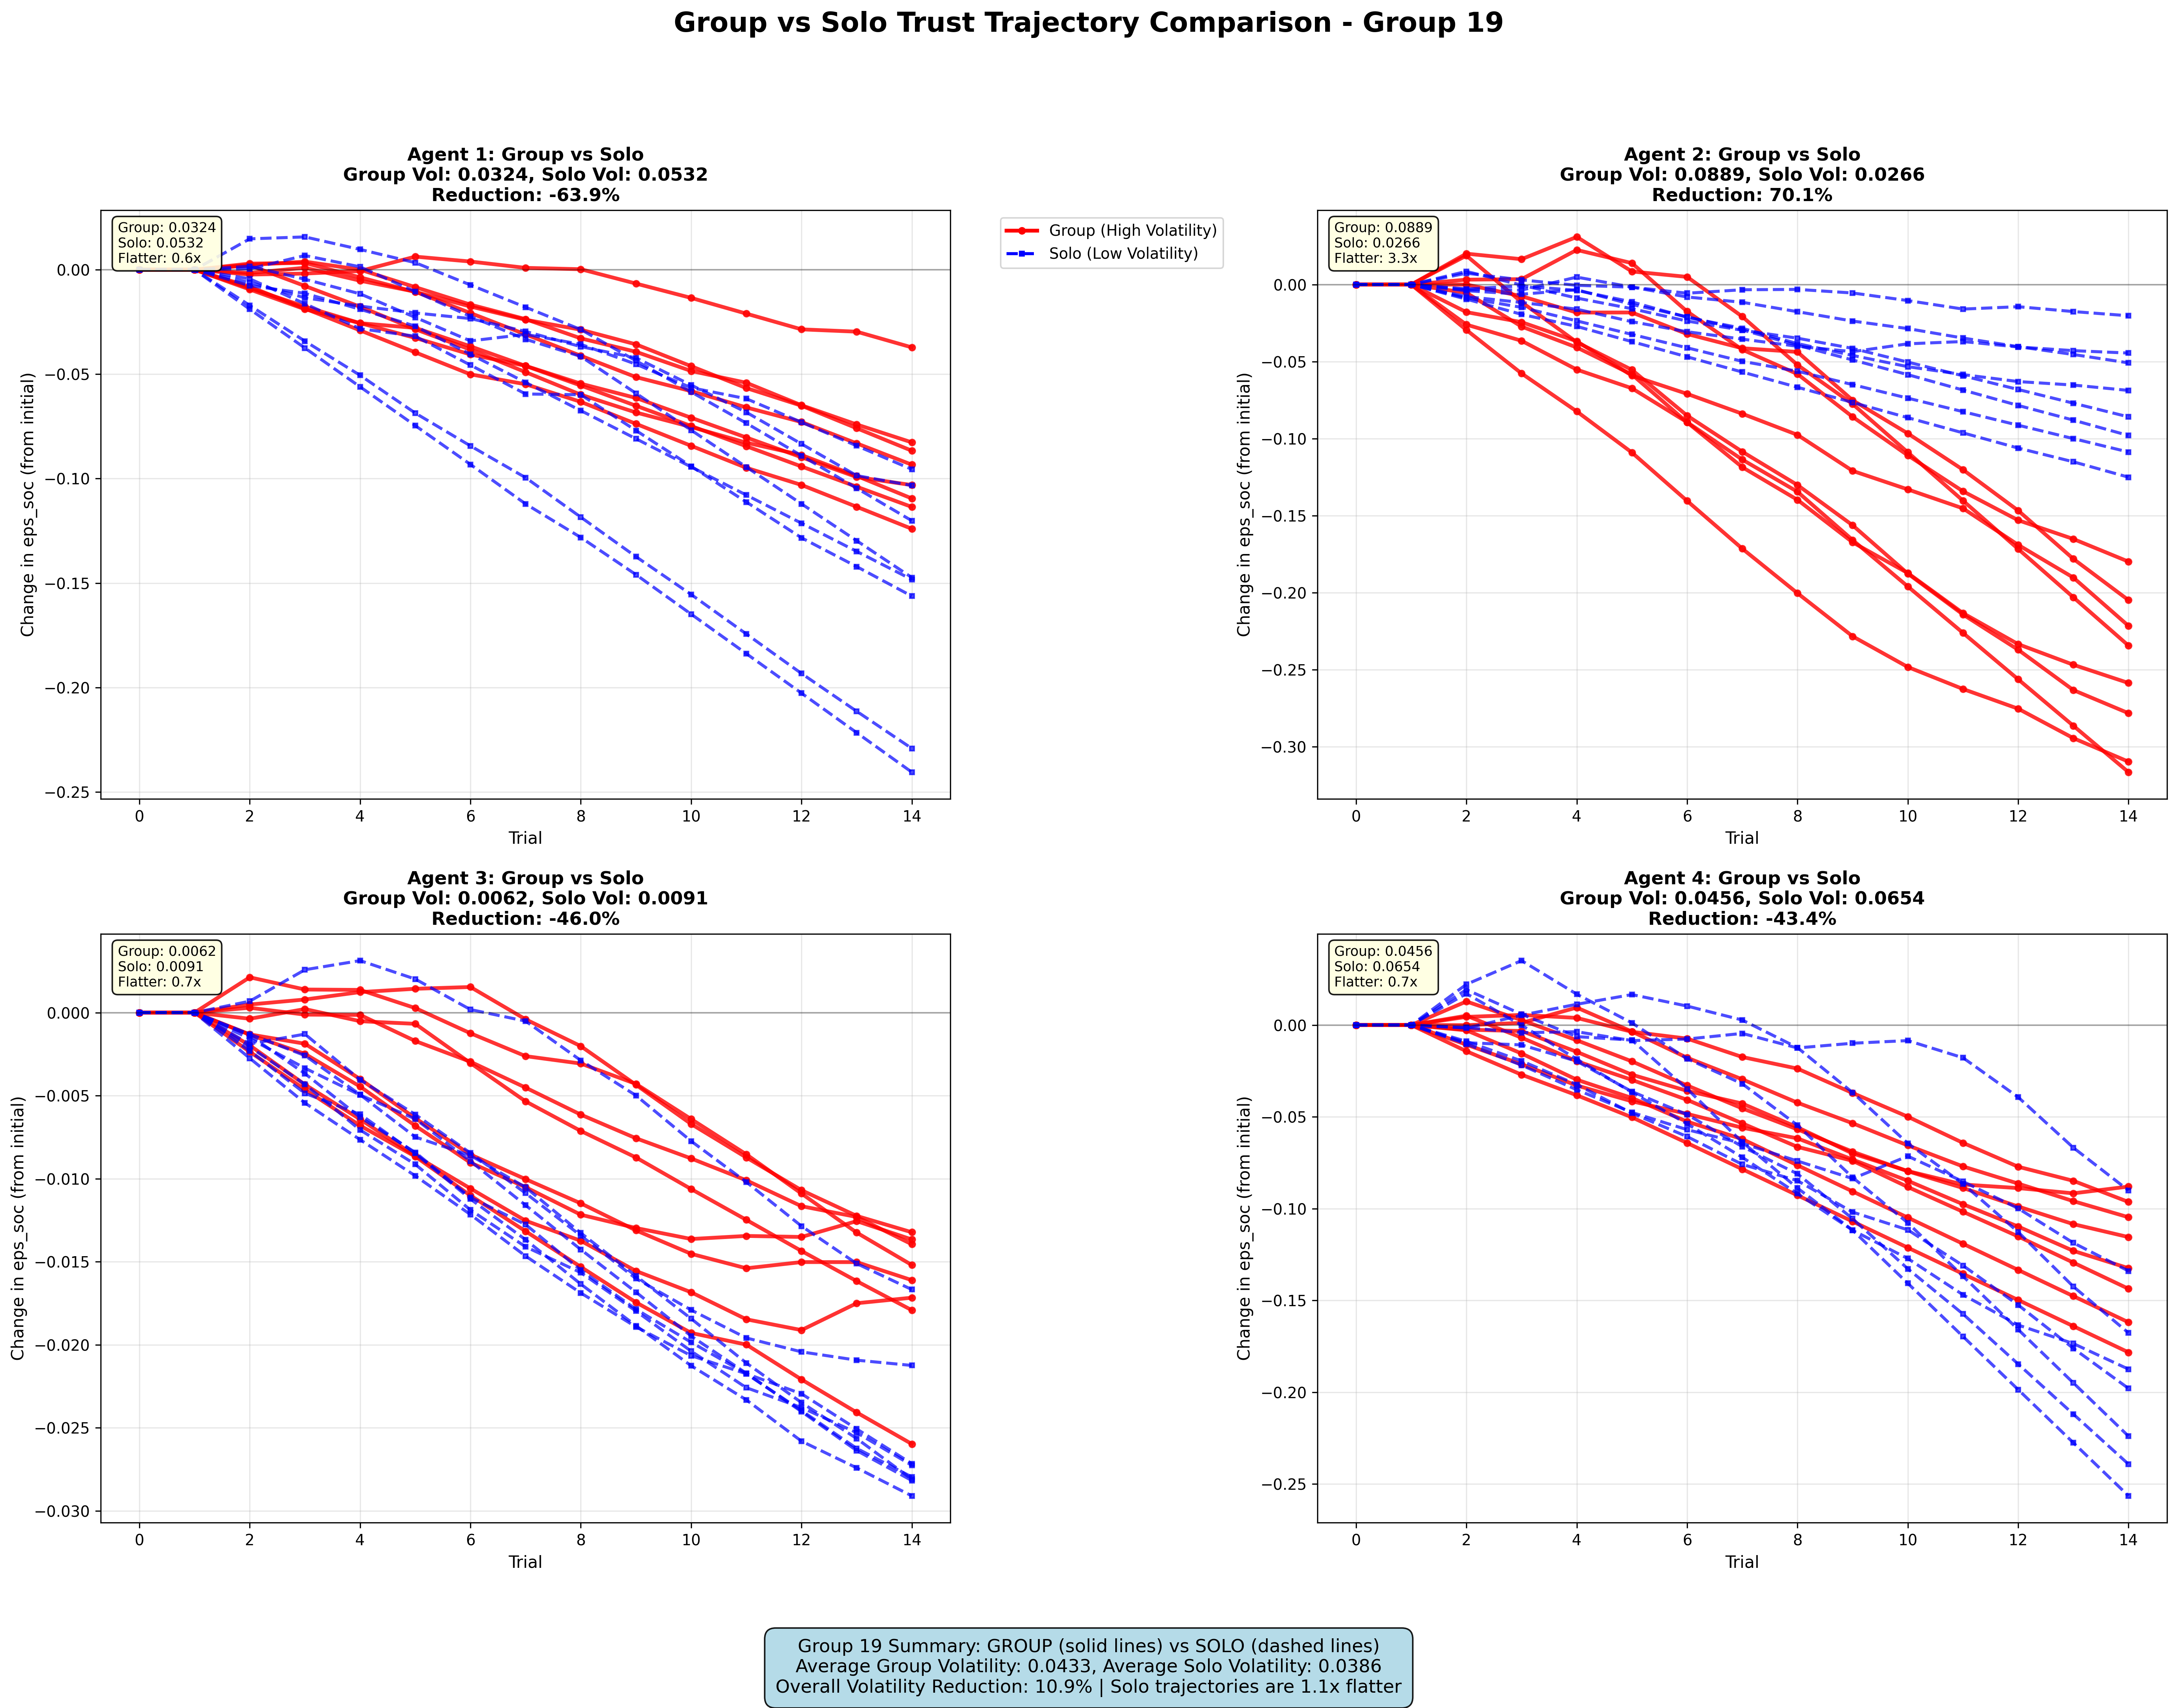 Group vs Solo Trust Trajectory Comparison - Group 19
Agent 1: Group vs Solo
Group Vol: 0.0324, Solo Vol: 0.0532
Reduction: -63.9%
Group: 0.0324
Solo: 0.0532
Flatter: 0.6x
0.00
−0.05
−0.10
−0.15
−0.20
−0.25
Change in eps_soc (from initial)
0 2 4 6 8 10 12 14
Trial
Group (High Volatility)
Solo (Low Volatility)
Agent 2: Group vs Solo
Group Vol: 0.0889, Solo Vol: 0.0266
Reduction: 70.1%
Group: 0.0889
Solo: 0.0266
Flatter: 3.3x
0.00
−0.05
−0.10
−0.15
−0.20
−0.25
−0.30
Change in eps_soc (from initial)
0 2 4 6 8 10 12 14
Trial
Agent 3: Group vs Solo
Group Vol: 0.0062, Solo Vol: 0.0091
Reduction: -46.0%
Group: 0.0062
Solo: 0.0091
Flatter: 0.7x
0.000
−0.005
−0.010
−0.015
−0.020
−0.025
−0.030
Change in eps_soc (from initial)
0 2 4 6 8 10 12 14
Trial
Agent 4: Group vs Solo
Group Vol: 0.0456, Solo Vol: 0.0654
Reduction: -43.4%
Group: 0.0456
Solo: 0.0654
Flatter: 0.7x
0.00
−0.05
−0.10
−0.15
−0.20
−0.25
Change in eps_soc (from initial)
0 2 4 6 8 10 12 14
Trial
Group 19 Summary: GROUP (solid lines) vs SOLO (dashed lines)
Average Group Volatility: 0.0433, Average Solo Volatility: 0.0386
Overall Volatility Reduction: 10.9% | Solo trajectories are 1.1x flatter